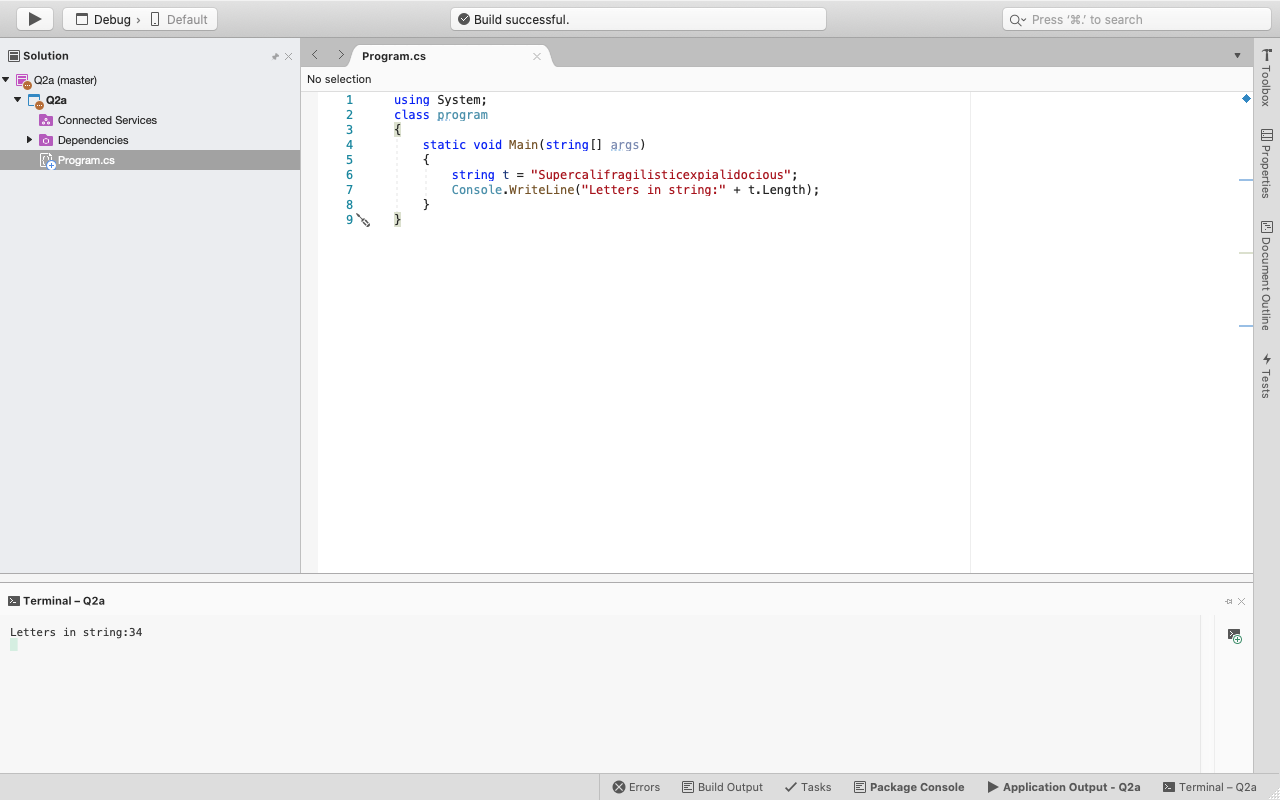 Debug › Default
Build successful.
Press ‘⌘.’ to search
Solution
Q2a (master)
Q2a
Connected Services
Dependencies
Program.cs
Program.cs
No selection
1 using System;
2 class program
3 {
4 static void Main(string[] args)
5 {
6 string t = "Supercalifragilisticexpialidocious";
7 Console.WriteLine("Letters in string:" + t.Length);
8 }
9 }
Toolbox
Properties
Document Outline
Tests
Terminal – Q2a
Letters in string:34
Errors
Build Output
Tasks
Package Console
Application Output - Q2a
Terminal – Q2a